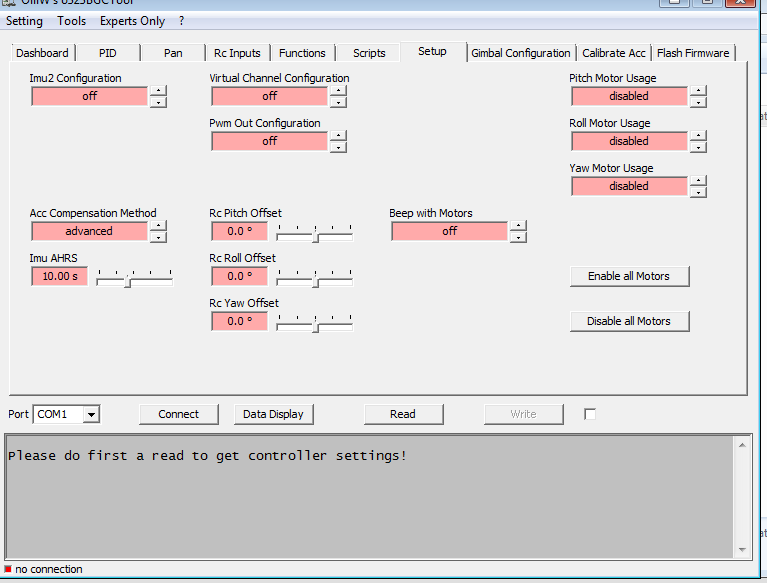 OlliW's o323BGCTool
Setting Tools Experts Only ?
Dashboard PID Pan Rc Inputs Functions Scripts Setup Gimbal Configuration Calibrate Acc Flash Firmware
Imu2 Configuration Virtual Channel Configuration Pitch Motor Usage
off off disabled
Pwm Out Configuration Roll Motor Usage
off disabled
Yaw Motor Usage
disabled
Acc Compensation Method Rc Pitch Offset Beep with Motors
advanced 0.0 ° off
Imu AHRS Rc Roll Offset
10.00 s 0.0 ° Enable all Motors
Rc Yaw Offset
0.0 ° Disable all Motors
Port COM1 Connect Data Display Read Write
Please do first a read to get controller settings!
no connection